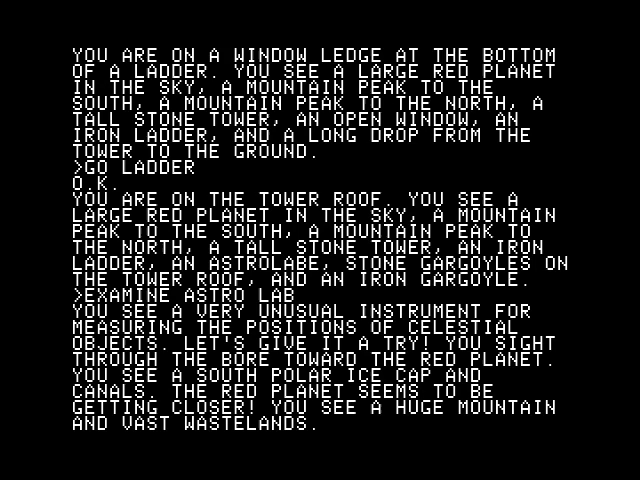 YOU ARE ON A WINDOW LEDGE AT THE BOTTOM
OF A LADDER. YOU SEE A LARGE RED PLANET
IN THE SKY, A MOUNTAIN PEAK TO THE
SOUTH, A MOUNTAIN PEAK TO THE NORTH, A
TALL STONE TOWER, AN OPEN WINDOW, AN
IRON LADDER, AND A LONG DROP FROM THE
TOWER TO THE GROUND.
>GO LADDER
O.K.
YOU ARE ON THE TOWER ROOF. YOU SEE A
LARGE RED PLANET IN THE SKY, A MOUNTAIN
PEAK TO THE SOUTH, A MOUNTAIN PEAK TO
THE NORTH, A TALL STONE TOWER, AN IRON
LADDER, AN ASTROLABE, STONE GARGOYLES ON
THE TOWER ROOF, AND AN IRON GARGOYLE.
>EXAMINE ASTRO LAB
YOU SEE A VERY UNUSUAL INSTRUMENT FOR
MEASURING THE POSITIONS OF CELESTIAL
OBJECTS. LET'S GIVE IT A TRY! YOU SIGHT
THROUGH THE BORE TOWARD THE RED PLANET.
YOU SEE A SOUTH POLAR ICE CAP AND
CANALS. THE RED PLANET SEEMS TO BE
GETTING CLOSER! YOU SEE A HUGE MOUNTAIN
AND VAST WASTELANDS.